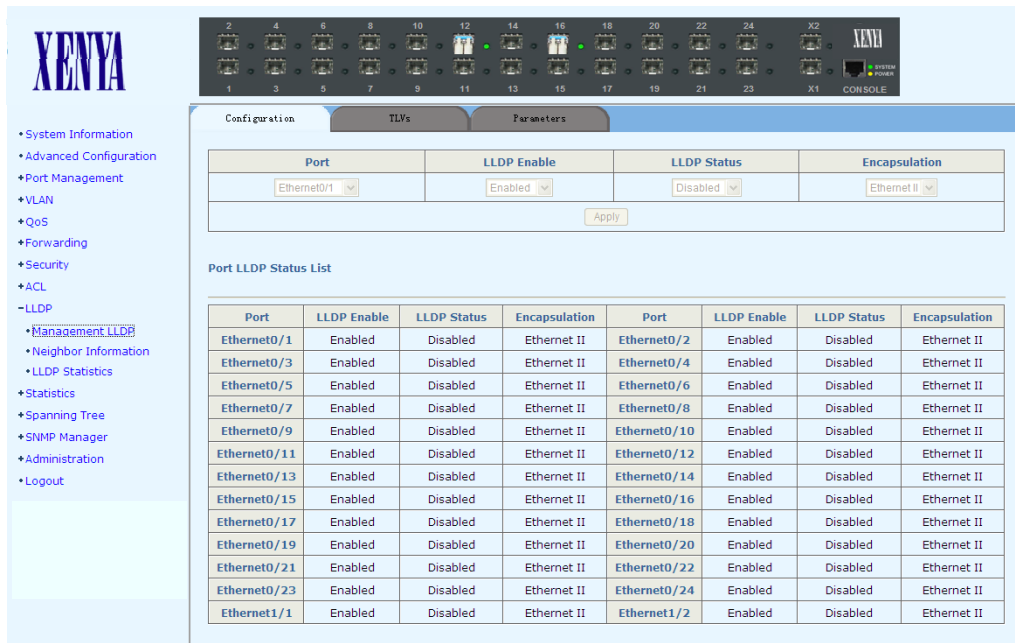 XENYA
2 4 6 8 10 12 14 16 18 20 22 24 X2
XENYA
SYSTEM
POWER
1 3 5 7 9 11 13 15 17 19 21 23 X1 CONSOLE
Configuration TLVs Parameters
System Information
Advanced Configuration
Port Management
VLAN
QoS
Forwarding
Security
ACL
LLDP
Management LLDP
Neighbor Information
LLDP Statistics
Statistics
Spanning Tree
SNMP Manager
Administration
Logout
Port LLDP Enable LLDP Status Encapsulation
Ethernet0/1 Enabled Disabled Ethernet II
Apply
Port LLDP Status List
Port LLDP Enable LLDP Status Encapsulation Port LLDP Enable LLDP Status Encapsulation
Ethernet0/1 Enabled Disabled Ethernet II Ethernet0/2 Enabled Disabled Ethernet II
Ethernet0/3 Enabled Disabled Ethernet II Ethernet0/4 Enabled Disabled Ethernet II
Ethernet0/5 Enabled Disabled Ethernet II Ethernet0/6 Enabled Disabled Ethernet II
Ethernet0/7 Enabled Disabled Ethernet II Ethernet0/8 Enabled Disabled Ethernet II
Ethernet0/9 Enabled Disabled Ethernet II Ethernet0/10 Enabled Disabled Ethernet II
Ethernet0/11 Enabled Disabled Ethernet II Ethernet0/12 Enabled Disabled Ethernet II
Ethernet0/13 Enabled Disabled Ethernet II Ethernet0/14 Enabled Disabled Ethernet II
Ethernet0/15 Enabled Disabled Ethernet II Ethernet0/16 Enabled Disabled Ethernet II
Ethernet0/17 Enabled Disabled Ethernet II Ethernet0/18 Enabled Disabled Ethernet II
Ethernet0/19 Enabled Disabled Ethernet II Ethernet0/20 Enabled Disabled Ethernet II
Ethernet0/21 Enabled Disabled Ethernet II Ethernet0/22 Enabled Disabled Ethernet II
Ethernet0/23 Enabled Disabled Ethernet II Ethernet0/24 Enabled Disabled Ethernet II
Ethernet1/1 Enabled Disabled Ethernet II Ethernet1/2 Enabled Disabled Ethernet II